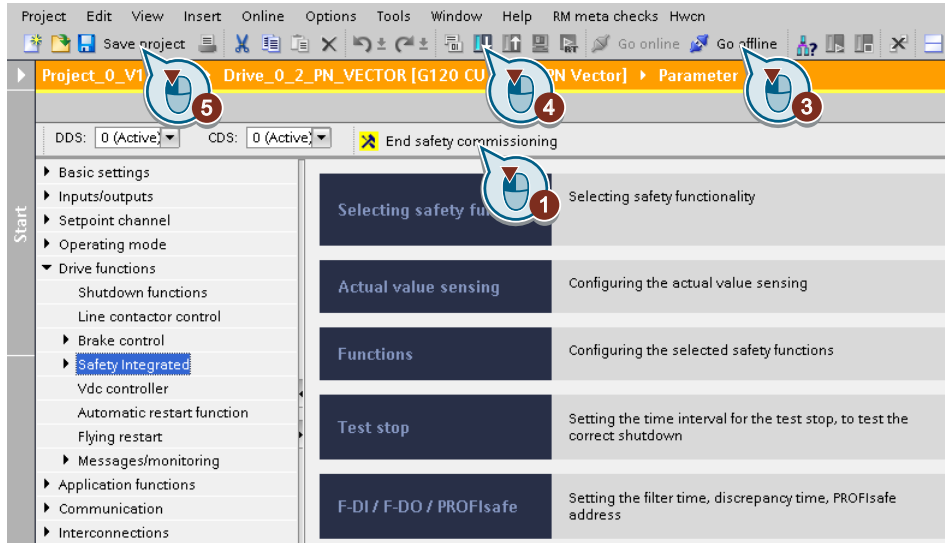 Project Edit View Insert Online Options Tools Window Help RM meta checks Hwcn
Save project Go online Go offline
Project_0_V1 Drive_0_2_PN_VECTOR [G120 CU PN Vector] Parameter
5 4 3
DDS: 0 (Active) CDS: 0 (Active) End safety commissioning
1
Start
Basic settings
Inputs/outputs
Setpoint channel
Operating mode
Drive functions
Shutdown functions
Line contactor control
Brake control
Safety Integrated
Vdc controller
Automatic restart function
Flying restart
Messages/monitoring
Application functions
Communication
Interconnections
Selecting safety Selecting safety functionality
Actual value sensing Configuring the actual value sensing
Functions Configuring the selected safety functions
Test stop Setting the time interval for the test stop, to test the
correct shutdown
F-DI / F-DO / PROFIsafe Setting the filter time, discrepancy time, PROFIsafe
address